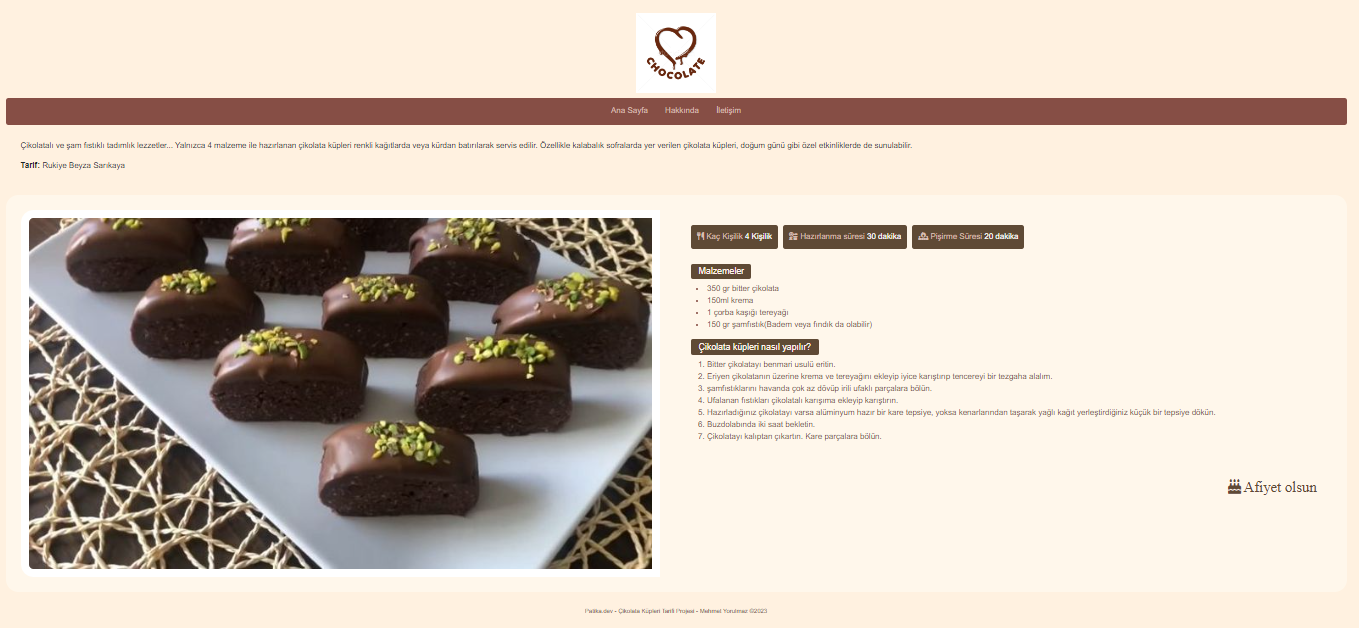 CHOCOLATE
Ana Sayfa Hakkında İletişim
Çikolatalı ve şam fıstıklı tadımlık lezzetler... Yalnızca 4 malzeme ile hazırlanan çikolata küpleri renkli kağıtlarda veya kürdan batırılarak servis edilir. Özellikle kalabalık sofralarda yer verilen çikolata küpleri, doğum günü gibi özel etkinliklerde de sunulabilir.
Tarif: Rukiye Beyza Sarıkaya
Kaç Kişilik 4 Kişilik Hazırlanma süresi 30 dakika Pişirme Süresi 20 dakika
Malzemeler
• 350 gr bitter çikolata
• 150ml krema
• 1 çorba kaşığı tereyağı
• 150 gr şamfıstık(Badem veya fındık da olabilir)
Çikolata küpleri nasıl yapılır?
1. Bitter çikolatayı benmari usulü eritin.
2. Eriyen çikolatanın üzerine krema ve tereyağını ekleyip iyice karıştırıp tencereyi bir tezgaha alalım.
3. şamfıstıklarını havanda çok az dövüp irili ufaklı parçalara bölün.
4. Ufalanan fıstıkları çikolatalı karışıma ekleyip karıştırın.
5. Hazırladığınız çikolatayı varsa alüminyum hazır bir kare tepsiye, yoksa kenarlarından taşarak yağlı kağıt yerleştirdiğiniz küçük bir tepsiye dökün.
6. Buzdolabında iki saat bekletin.
7. Çikolatayı kalıptan çıkartın. Kare parçalara bölün.
Afiyet olsun
Patika.dev - Çikolata Küpleri Tarifi Projesi - Mehmet Yorulmaz ©2023